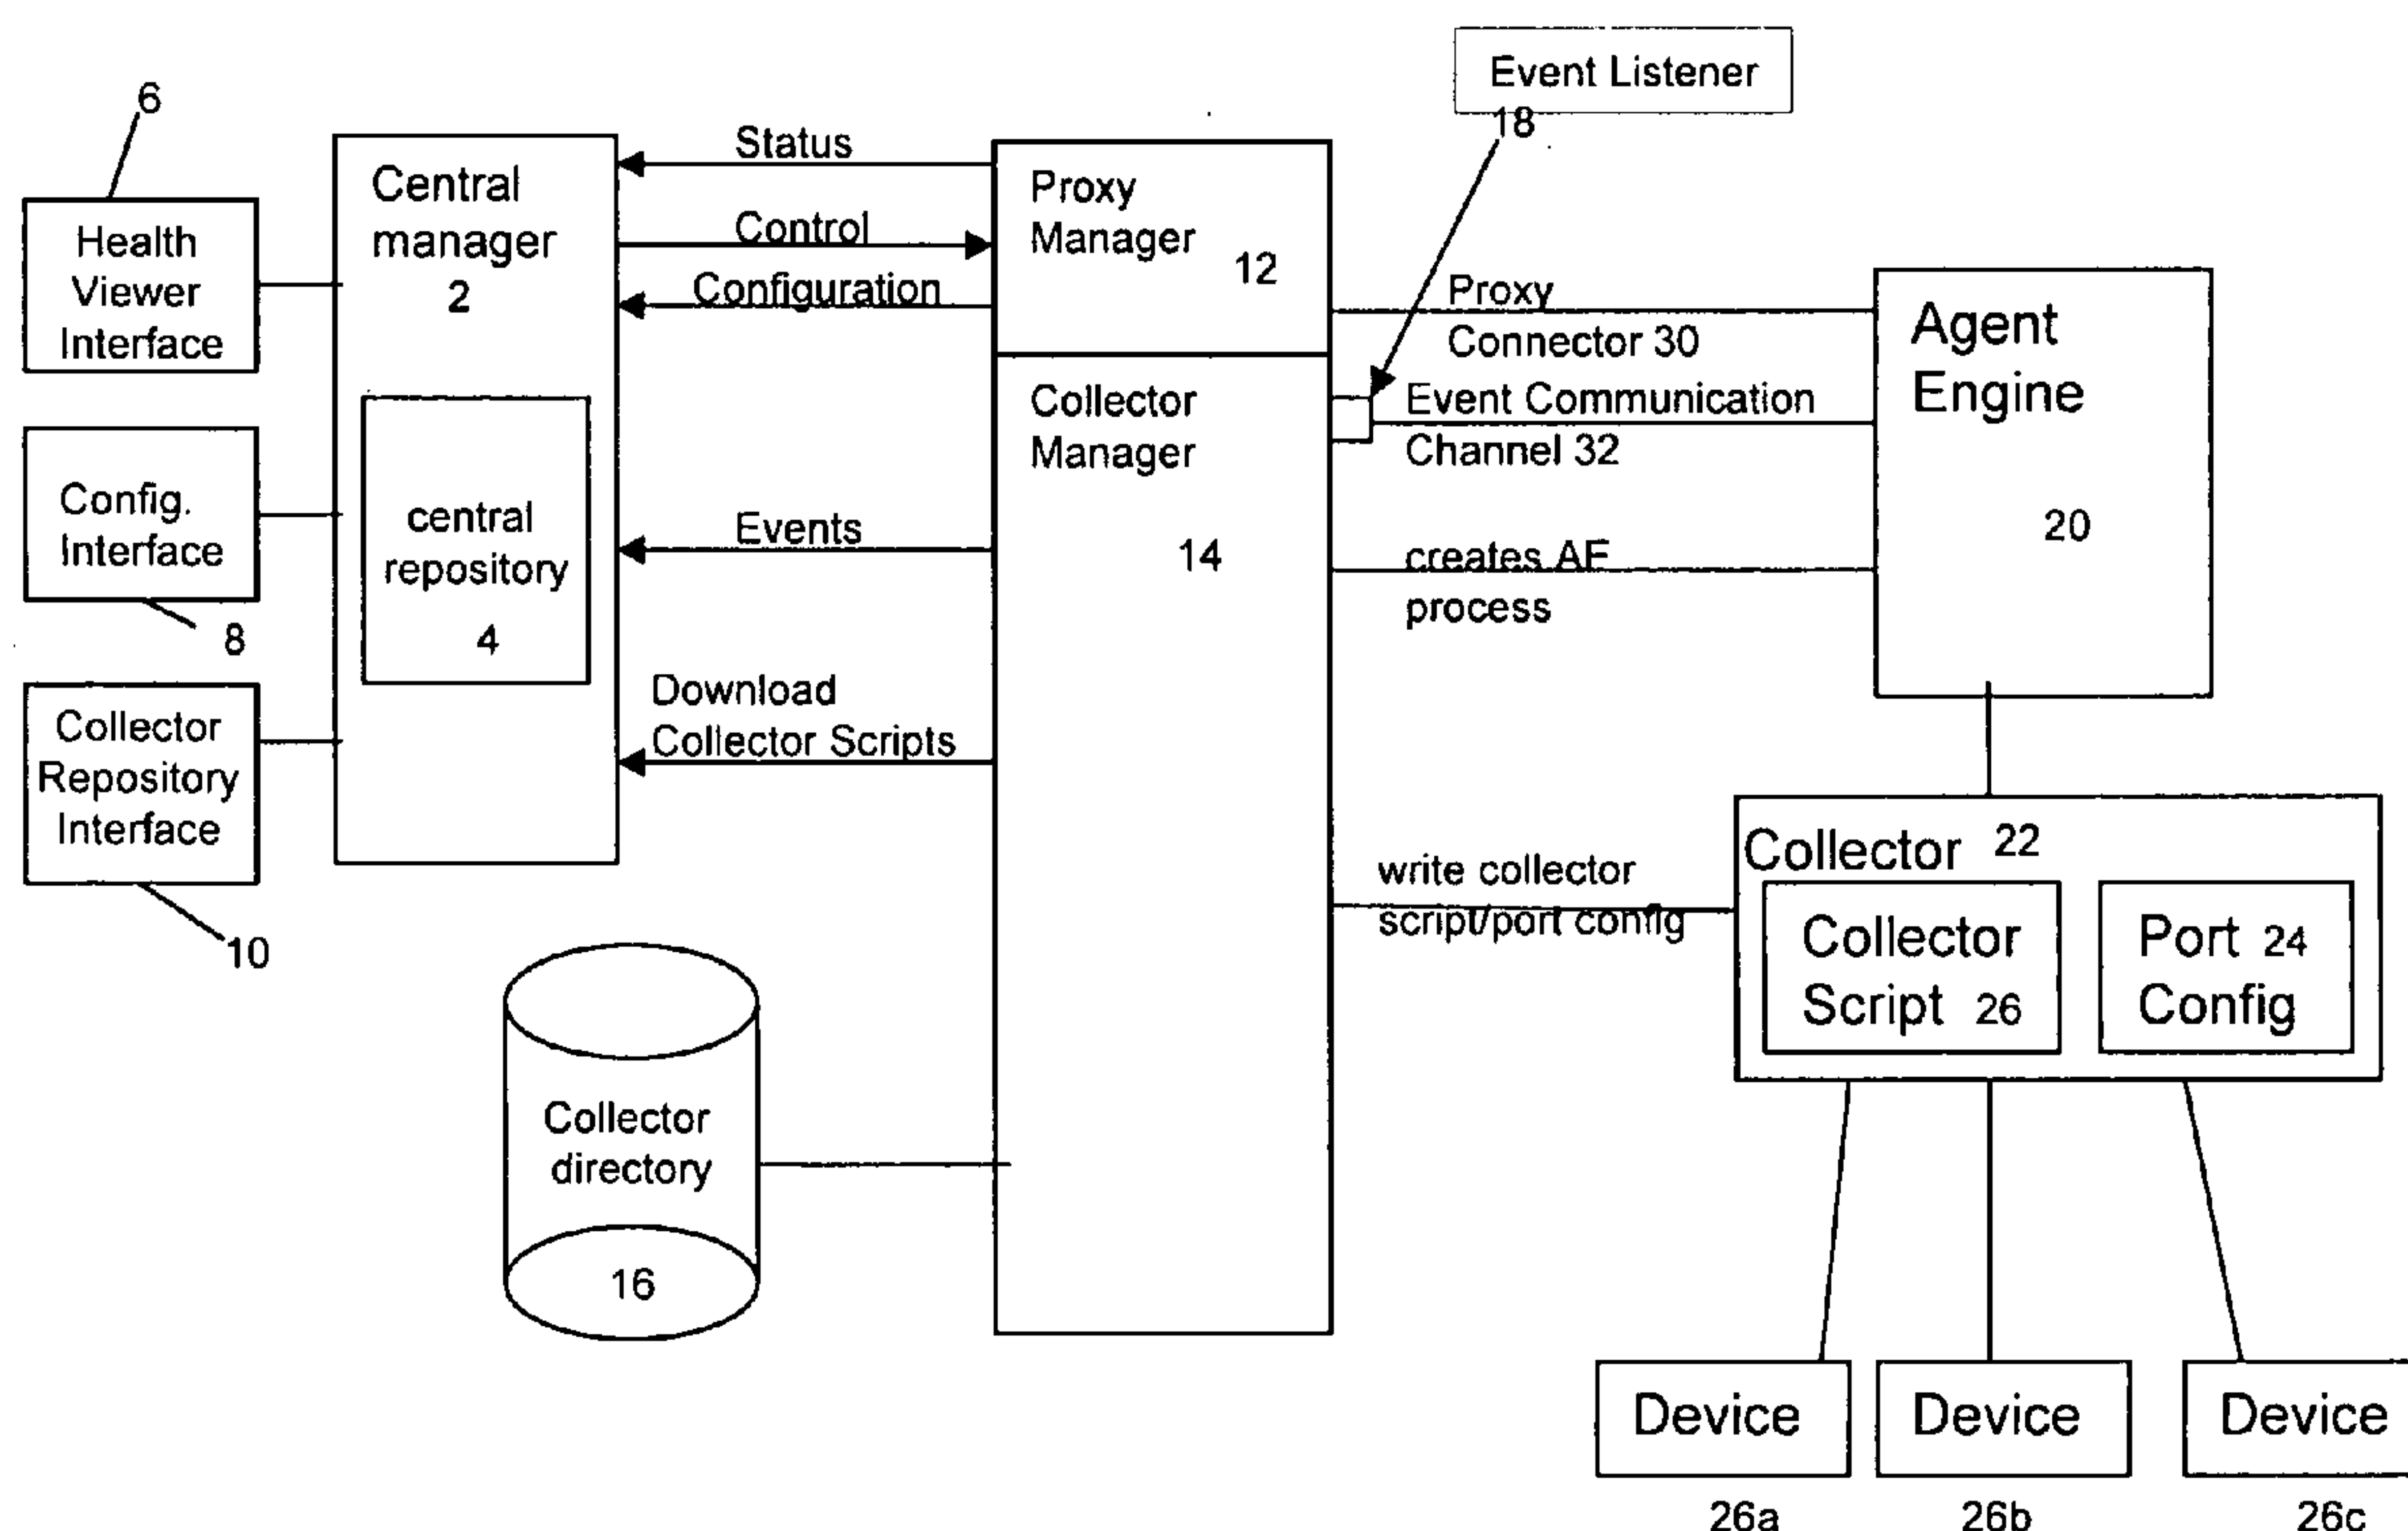 Event Listener
18
6
Health
Viewer
Interface
Config.
Interface
8
Collector
Repository
Interface
10
Central
manager
2
central
repository
4
Status
Control
Configuration
Events
Download
Collector Scripts
Proxy
Manager
12
Collector
Manager
14
Collector
directory
16
Proxy
Connector 30
Event Communication
Channel 32
creates AE
process
Agent
Engine
20
write collector
script/port config
Collector 22
Collector
Script 26
Port 24
Config
Device
Device
Device
26a
26b
26c